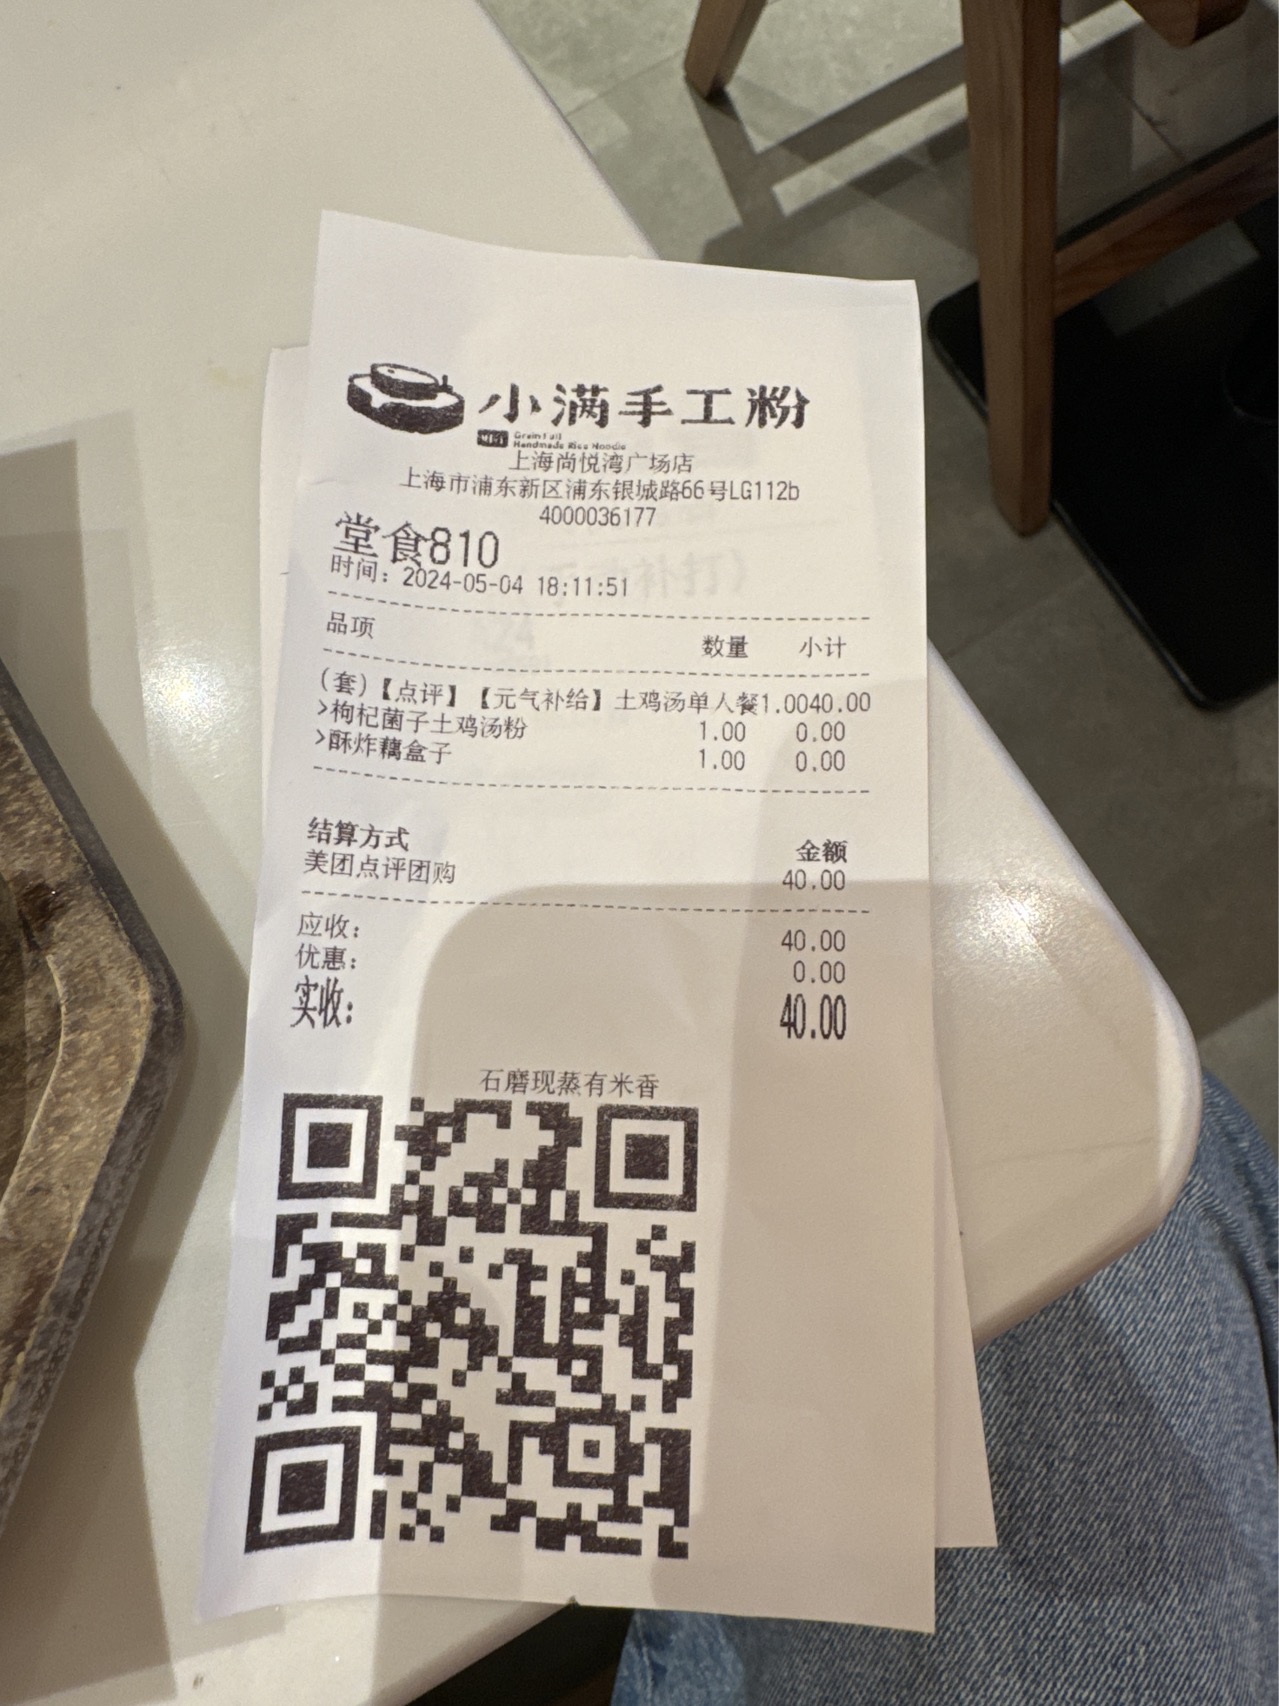 小满手工粉
Grain Full
Handmade Rice Noodle
上海尚悦湾广场店
上海市浦东新区浦东银城路66号LG112b
4000036177
堂食810
时间：2024-05-04 18:11:51
品项 数量 小计
(套)【点评】【元气补给】土鸡汤单人餐1.0040.00
>枸杞菌子土鸡汤粉 1.00 0.00
>酥炸藕盒子 1.00 0.00
结算方式 金额
美团点评团购 40.00
应收： 40.00
优惠： 0.00
实收： 40.00
石磨现蒸有米香